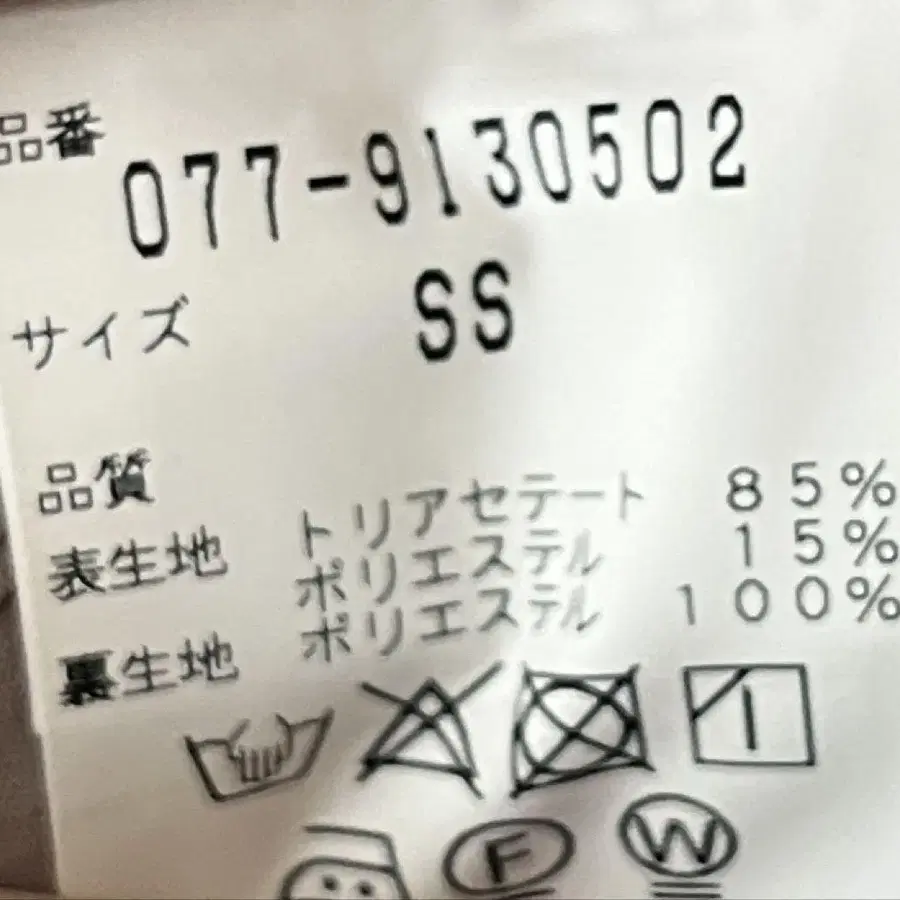 品番 077-9130502
サイズ SS
品質
表生地 トリアセテート 85%
ポリエステル 15%
裏生地 ポリエステル 100%
F W